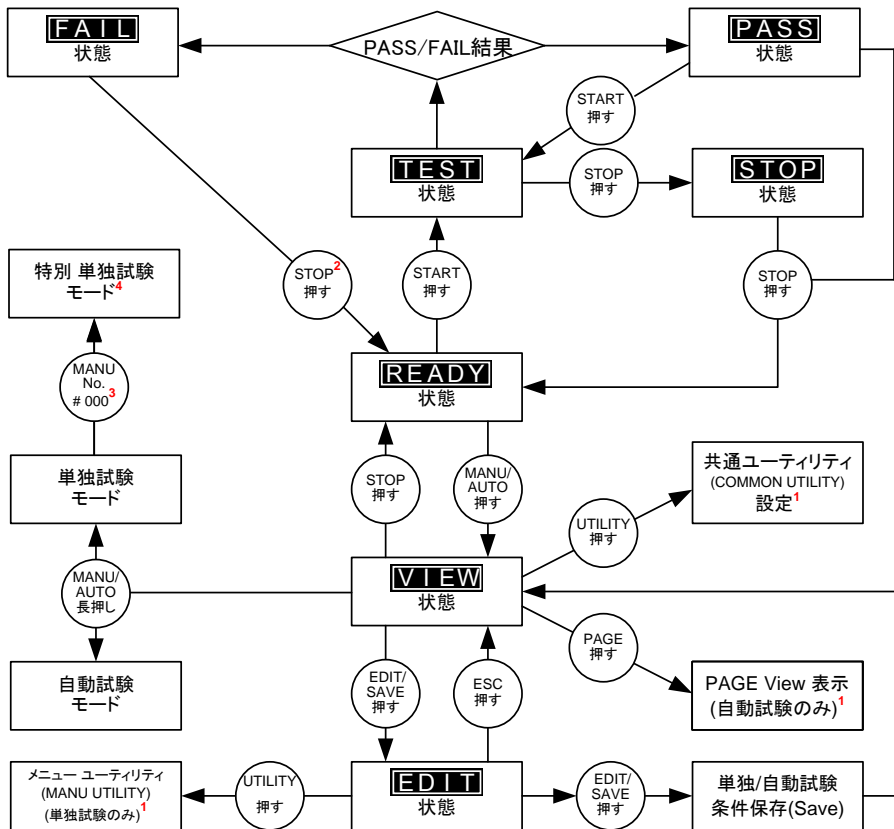 FAIL
状態
PASS/FAIL結果
PASS
状態
START
押す
TEST
状態
STOP
押す
STOP
状態
特別 単独試験
モード4
STOP2
押す
START
押す
STOP
押す
MANU
No.
# 0003
READY
状態
単独試験
モード
STOP
押す
MANU/
AUTO
押す
共通ユーティリティ
(COMMON UTILITY)
設定1
UTILITY
押す
MANU/
AUTO
長押し
VIEW
状態
PAGE
押す
自動試験
モード
EDIT/
SAVE
押す
ESC
押す
PAGE View 表示
(自動試験のみ)1
メニュー ユーティリティ
(MANU UTILITY)
(単独試験のみ)1
UTILITY
押す
EDIT
状態
EDIT/
SAVE
押す
単独/自動試験
条件保存(Save)